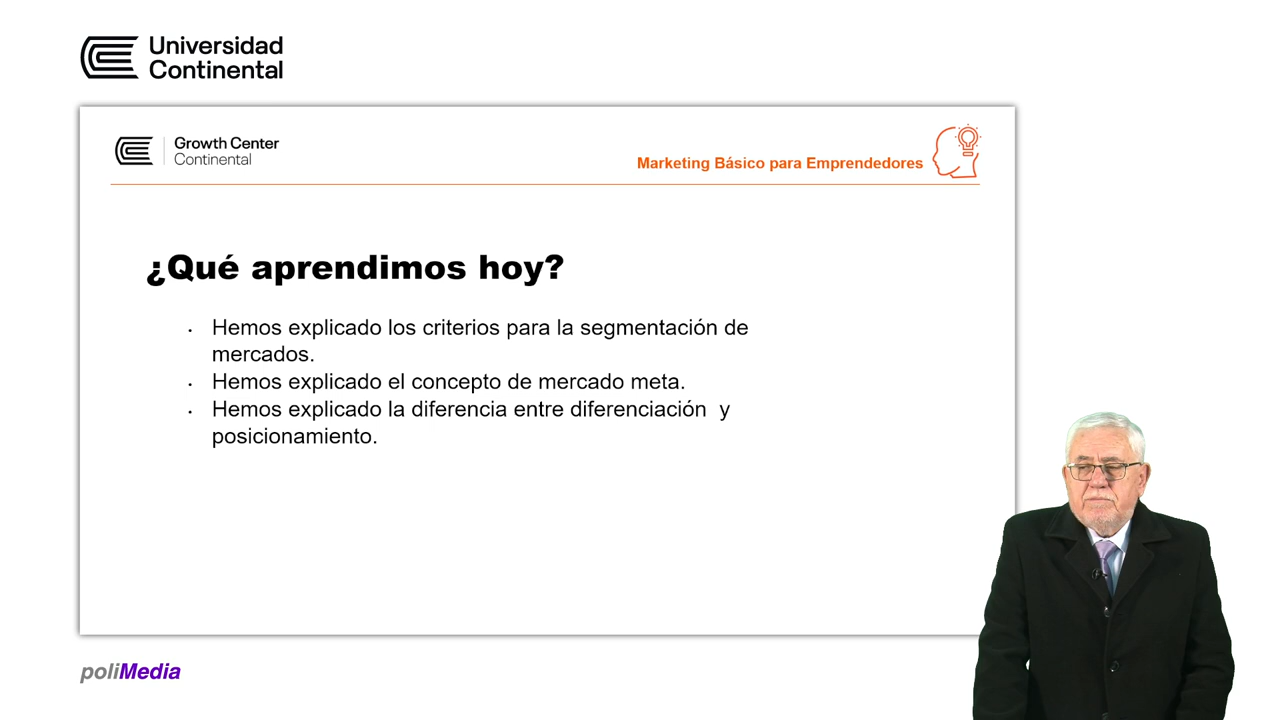 Universidad
Continental
Growth Center
Continental
Marketing Básico para Emprendedores
¿Qué aprendimos hoy?
• Hemos explicado los criterios para la segmentación de
mercados.
• Hemos explicado el concepto de mercado meta.
• Hemos explicado la diferencia entre diferenciación y
posicionamiento.
poliMedia